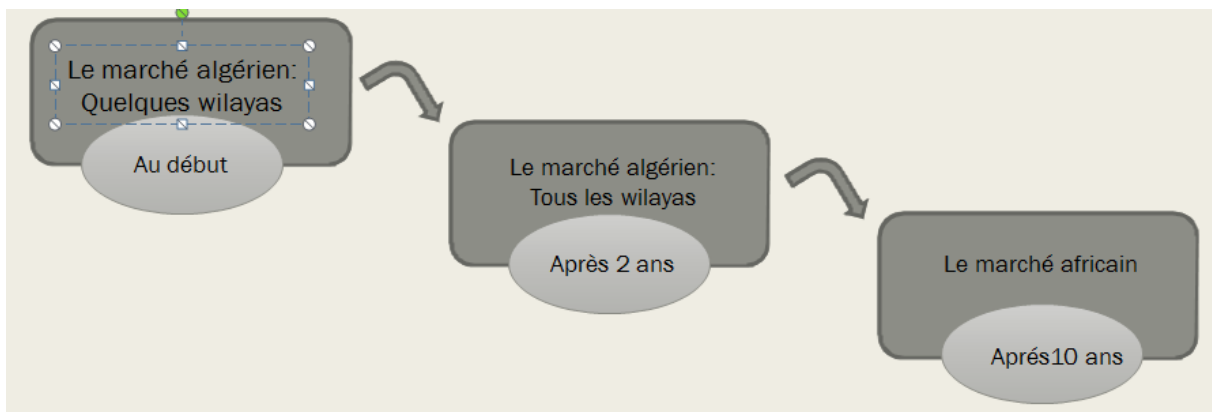 Le marché algérien:
Quelques wilayas
Au début
Le marché algérien:
Tous les wilayas
Après 2 ans
Le marché africain
Aprés10 ans